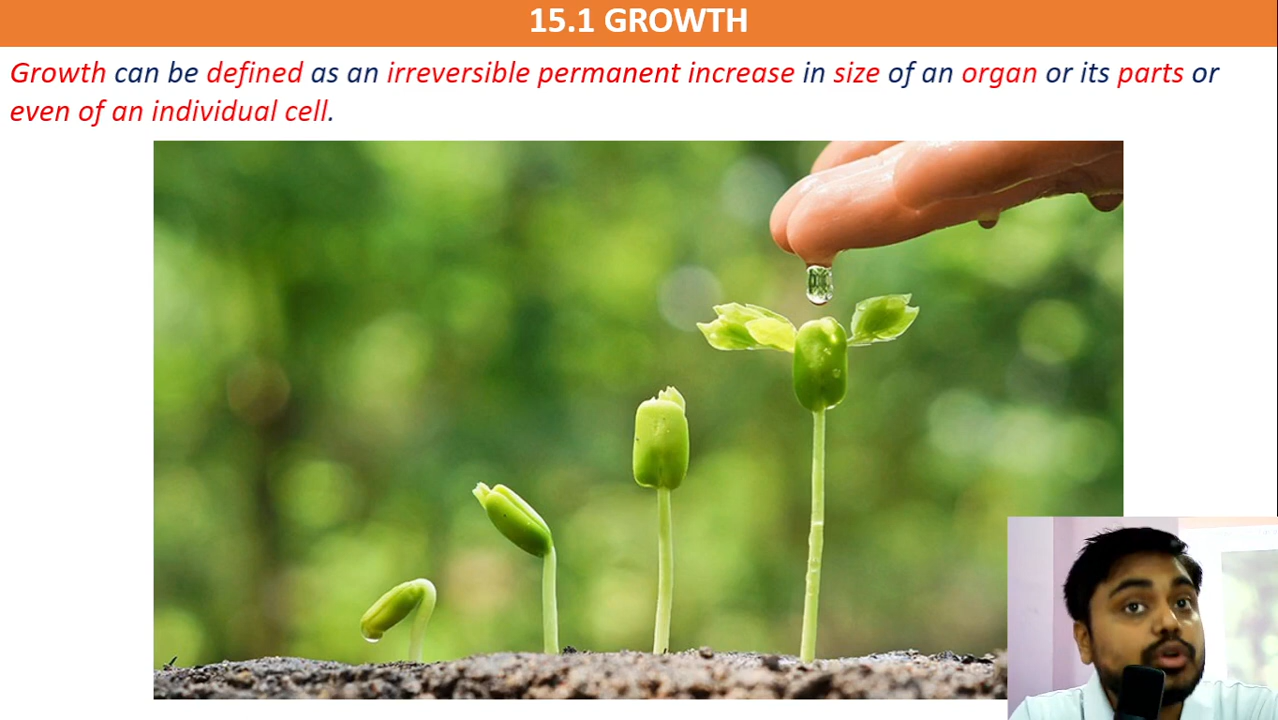 15.1 GROWTH
Growth can be defined as an irreversible permanent increase in size of an organ or its parts or
even of an individual cell.